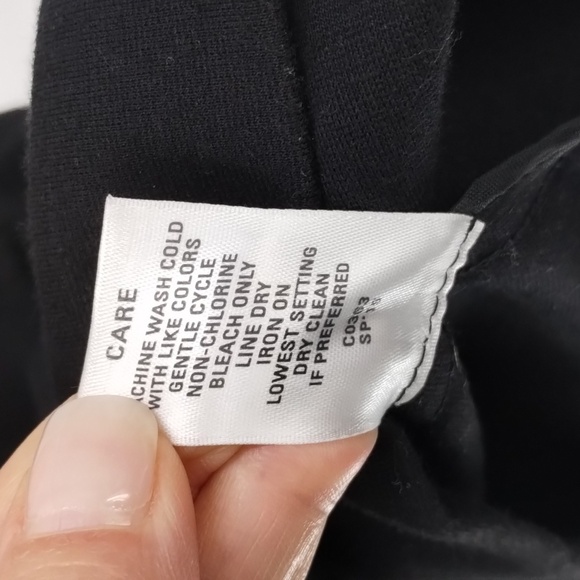 CARE
ACHINE WASH COLD
WITH LIKE COLORS
GENTLE CYCLE
NON-CHLORINE
BLEACH ONLY
LINE DRY
IRON ON
LOWEST SETTING
DRY CLEAN
IF PREFERRED
C0363